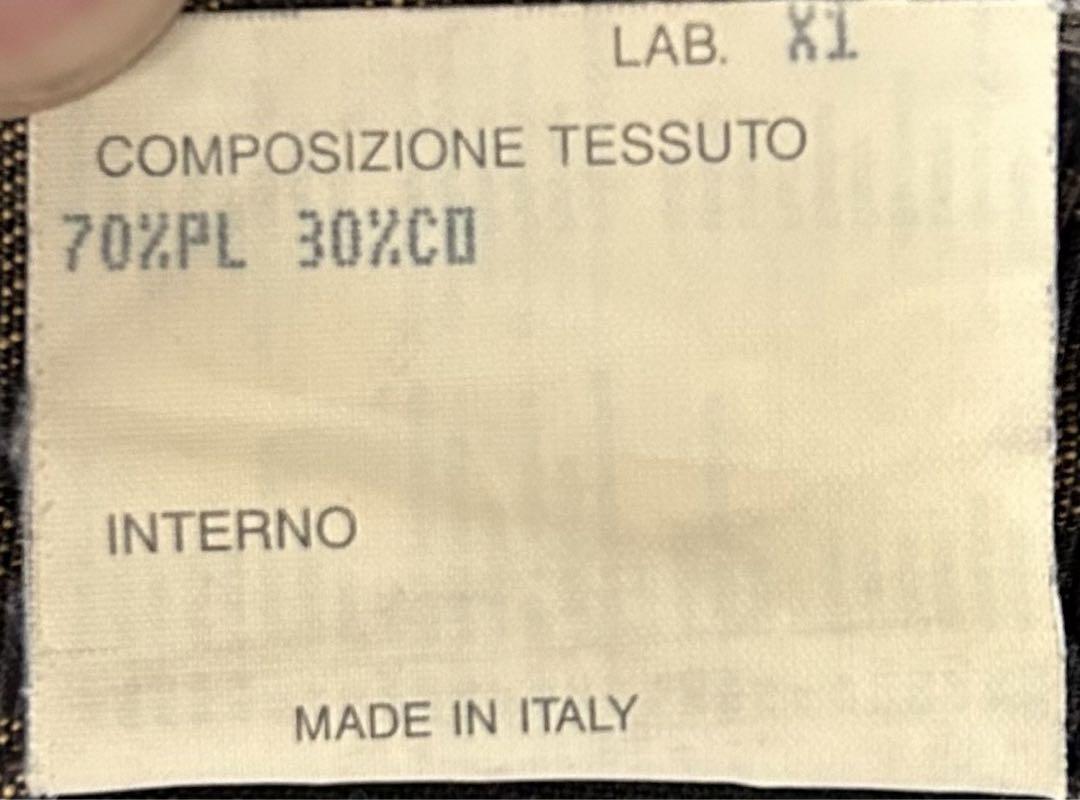 LAB. X1
COMPOSIZIONE TESSUTO
70%PL 30%CO
INTERNO
MADE IN ITALY